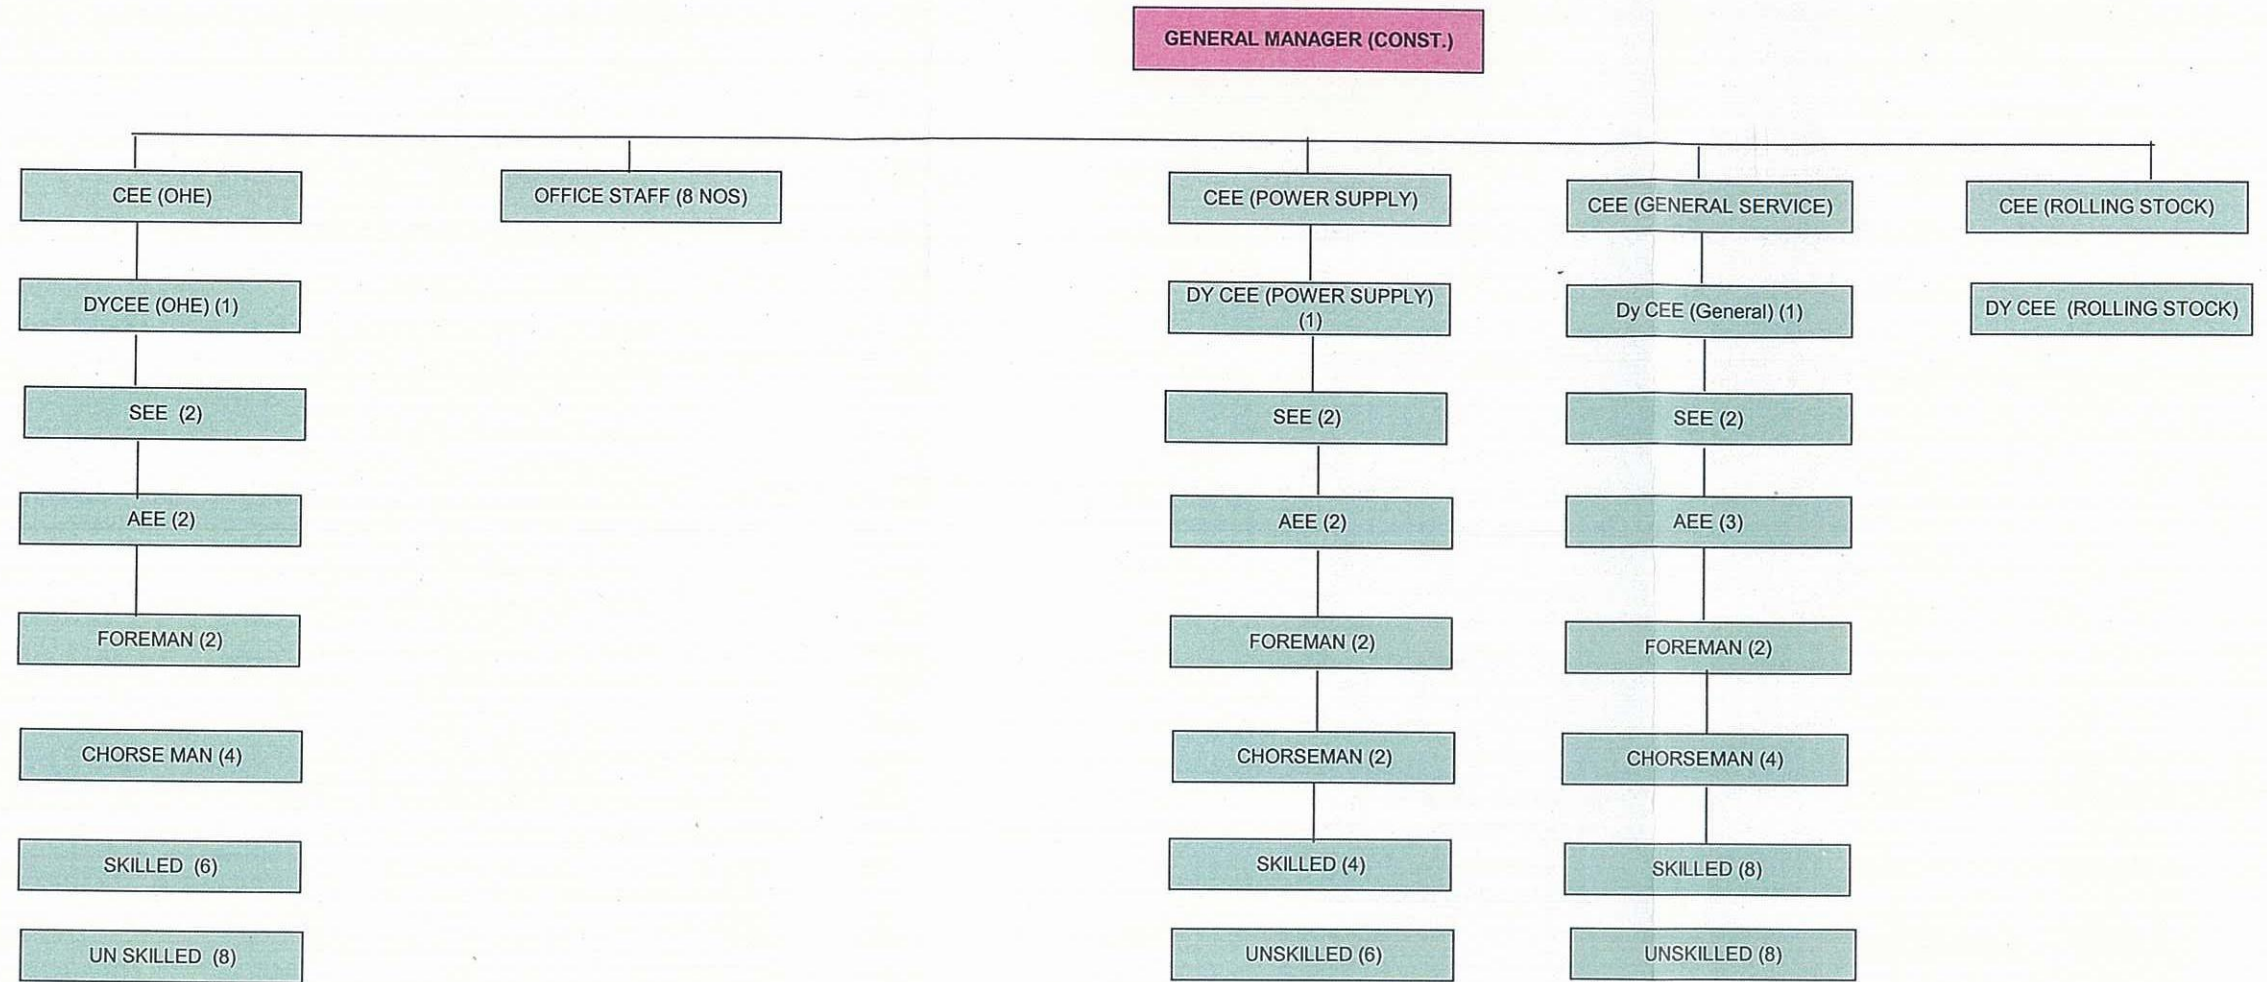 GENERAL MANAGER (CONST.)
CEE (OHE)
OFFICE STAFF (8 NOS)
CEE (POWER SUPPLY)
CEE (GENERAL SERVICE)
CEE (ROLLING STOCK)
DYCEE (OHE) (1)
DY CEE (POWER SUPPLY)
(1)
Dy CEE (General) (1)
DY CEE (ROLLING STOCK)
SEE (2)
SEE (2)
SEE (2)
AEE (2)
AEE (2)
AEE (3)
FOREMAN (2)
FOREMAN (2)
FOREMAN (2)
CHORSE MAN (4)
CHORSEMAN (2)
CHORSEMAN (4)
SKILLED (6)
SKILLED (4)
SKILLED (8)
UN SKILLED (8)
UNSKILLED (6)
UNSKILLED (8)